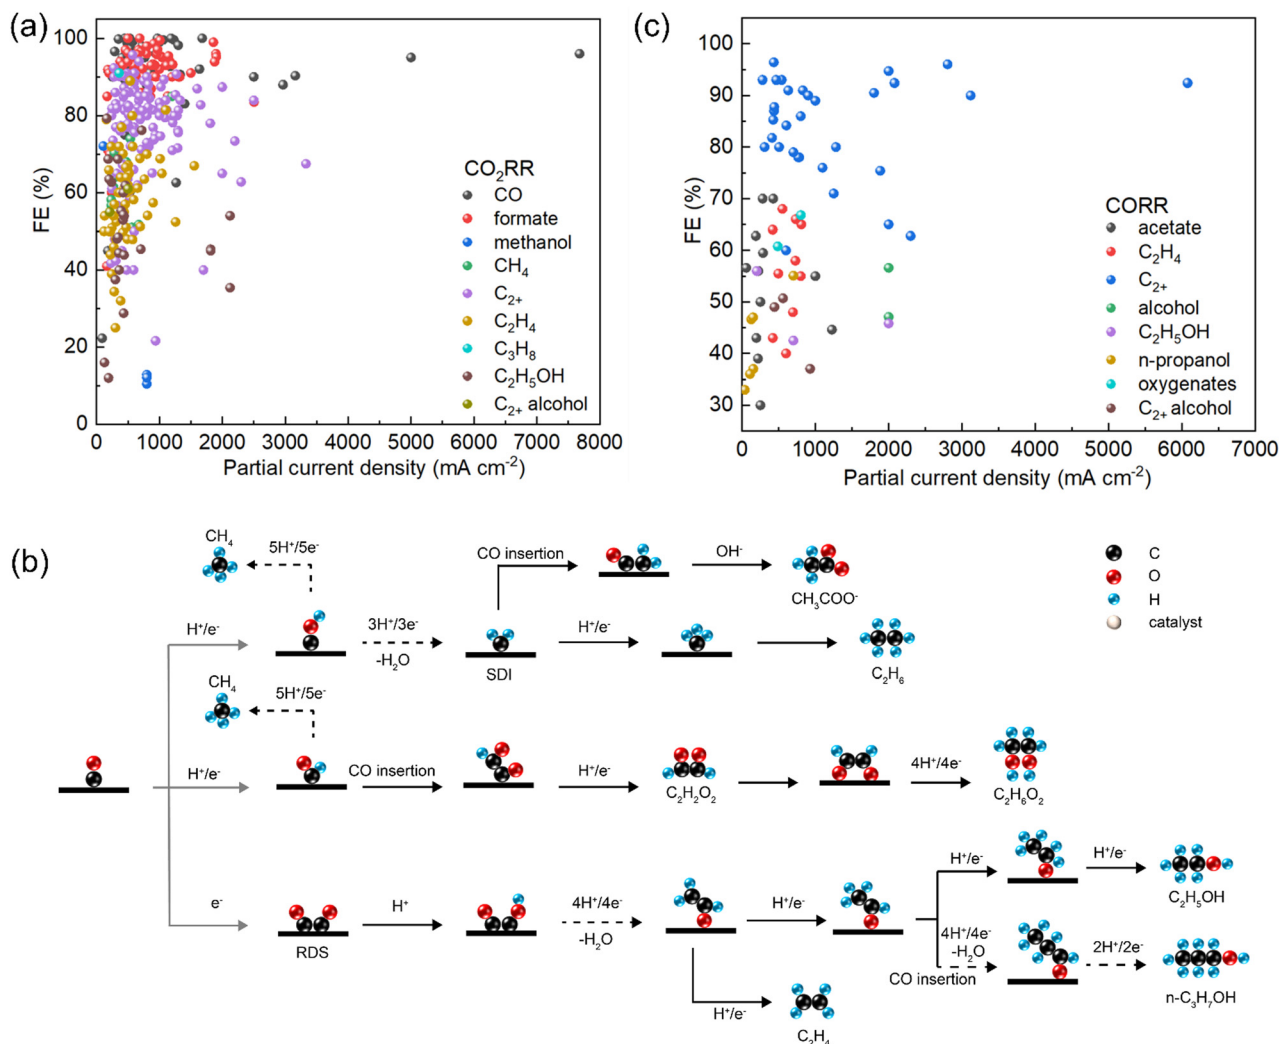 (a)
FE (%)
100
80
60
40
20
0
0 1000 2000 3000 4000 5000 6000 7000 8000
Partial current density (mA cm-2)
CO2RR
CO
formate
methanol
CH4
C2+
C2H4
C3H8
C2H5OH
C2+ alcohol
(c)
FE (%)
100
90
80
70
60
50
40
30
0 1000 2000 3000 4000 5000 6000 7000
Partial current density (mA cm-2)
CORR
acetate
C2H4
C2+
alcohol
C2H5OH
n-propanol
oxygenates
C2+ alcohol
(b)
CH4
5H+/5e-
CO insertion
OH-
CH3COO-
C
O
H
catalyst
H+/e-
3H+/3e-
-H2O
SDI
H+/e-
C2H6
CH4
5H+/5e-
H+/e-
CO insertion
H+/e-
C2H2O2
4H+/4e-
C2H6O2
e-
RDS
H+
4H+/4e-
-H2O
H+/e-
H+/e-
H+/e-
C2H5OH
4H+/4e-
-H2O
CO insertion
2H+/2e-
n-C3H7OH
H+/e-
C2H4